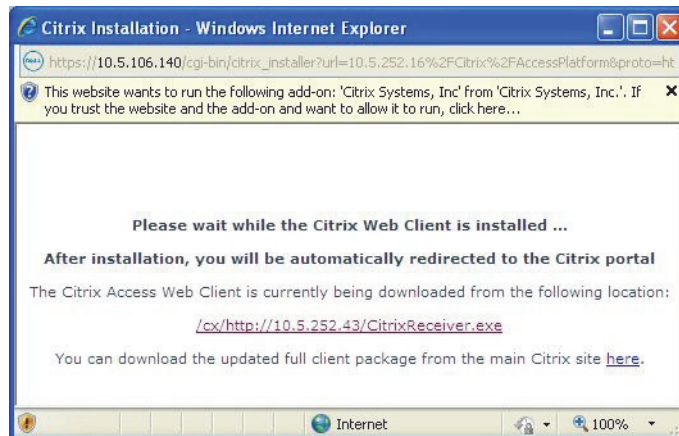 Citrix Installation - Windows Internet Explorer
https://10.5.106.140/cgi-bin/citrix_installer?url=10.5.252.16%2FCitrix%2FAccessPlatform&proto=ht
This website wants to run the following add-on: 'Citrix Systems, Inc' from 'Citrix Systems, Inc.'. If
you trust the website and the add-on and want to allow it to run, click here...
Please wait while the Citrix Web Client is installed ...
After installation, you will be automatically redirected to the Citrix portal
The Citrix Access Web Client is currently being downloaded from the following location:
/cx/http://10.5.252.43/CitrixReceiver.exe
You can download the updated full client package from the main Citrix site here.
Internet
100%